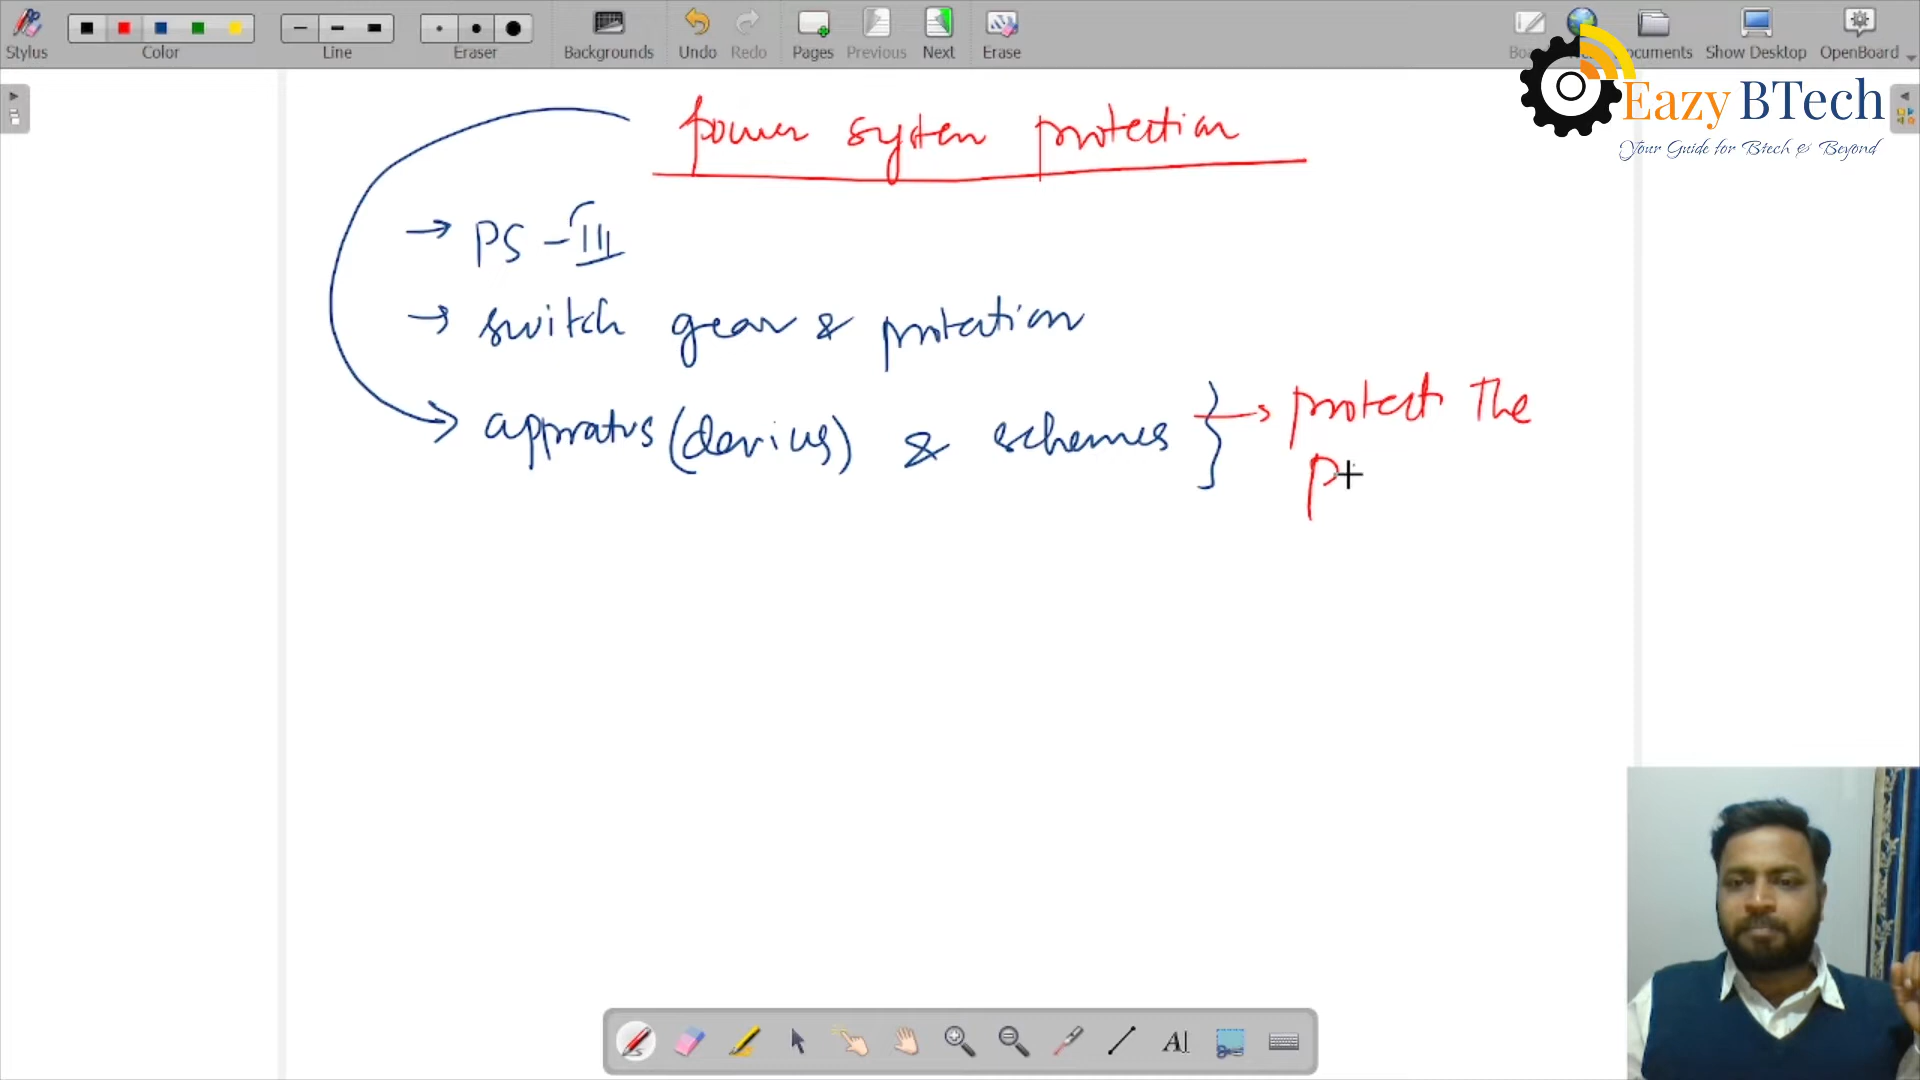 Stylus
Color
Line
Eraser
Backgrounds
Undo
Redo
Pages
Previous
Next
Erase
Documents
Show Desktop
OpenBoard
Eazy BTech
Your Guide for Btech & Beyond
power system protection
→ PS - III
→ switch gear & protection
→ apparatus (devices) & schemes } → protect The
P